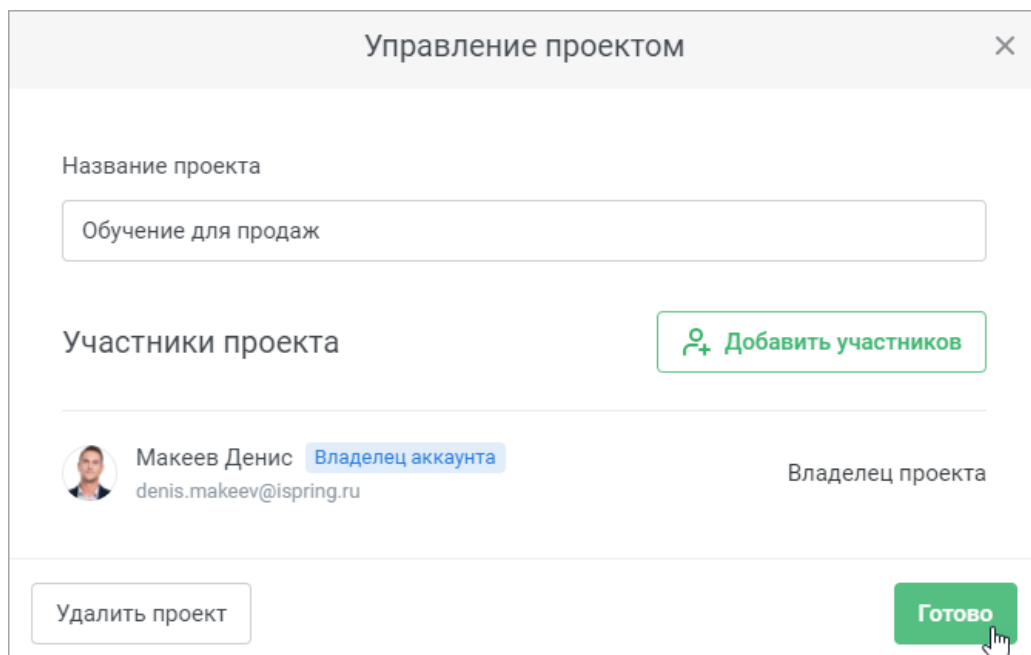 Управление проектом
Название проекта
Обучение для продаж
Участники проекта
Добавить участников
Макеев Денис Владелец аккаунта
denis.makeev@ispring.ru
Владелец проекта
Удалить проект
Готово